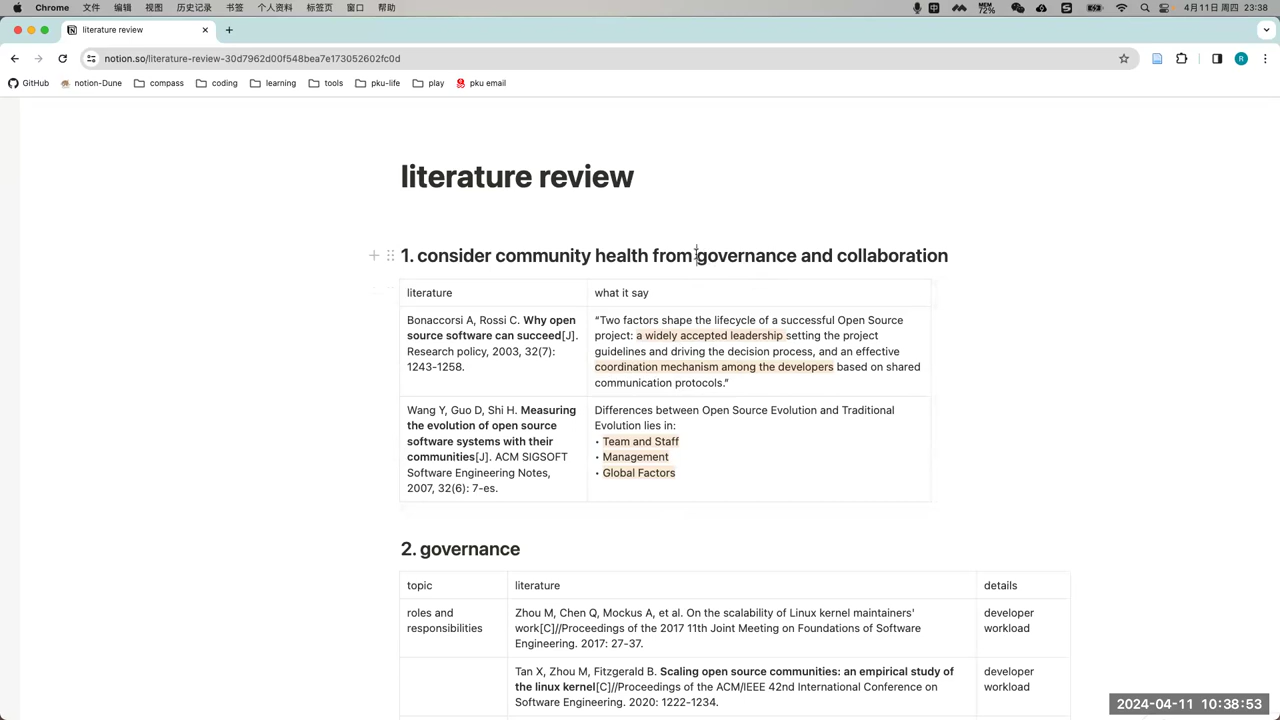 Chrome 文件 编辑 视图 历史记录 书签 个人资料 标签页 窗口 帮助 4月11日 周四 23:38
literature review
notion.so/literature-review-30d7962d00f548bea7e173052602fc0d
GitHub notion-Dune compass coding learning tools pku-life play pku email
literature review
1. consider community health from governance and collaboration
literature what it say
Bonaccorsi A, Rossi C. Why open “Two factors shape the lifecycle of a successful Open Source
source software can succeed[J]. project: a widely accepted leadership setting the project
Research policy, 2003, 32(7): guidelines and driving the decision process, and an effective
1243-1258. coordination mechanism among the developers based on shared
communication protocols.”
Wang Y, Guo D, Shi H. Measuring Differences between Open Source Evolution and Traditional
the evolution of open source Evolution lies in:
software systems with their • Team and Staff
communities[J]. ACM SIGSOFT • Management
Software Engineering Notes, • Global Factors
2007, 32(6): 7-es.
2. governance
topic literature details
roles and Zhou M, Chen Q, Mockus A, et al. On the scalability of Linux kernel maintainers' developer
responsibilities work[C]//Proceedings of the 2017 11th Joint Meeting on Foundations of Software workload
Engineering. 2017: 27-37.
Tan X, Zhou M, Fitzgerald B. Scaling open source communities: an empirical study of developer
the linux kernel[C]//Proceedings of the ACM/IEEE 42nd International Conference on workload
Software Engineering. 2020: 1222-1234.
2024-04-11 10:38:53